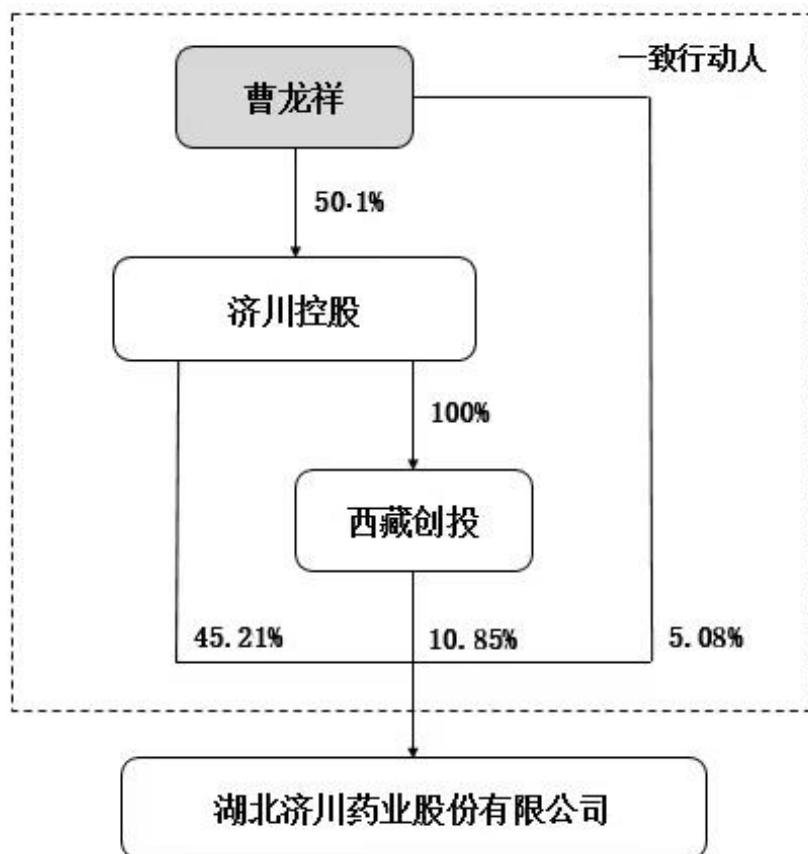 一致行动人
曹龙祥
50.1%
济川控股
100%
西藏创投
45.21%
10.85%
5.08%
湖北济川药业股份有限公司